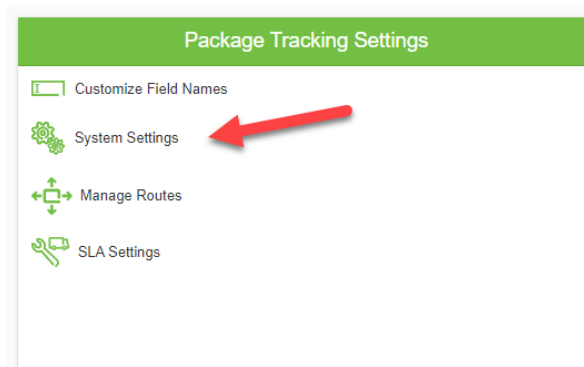 Package Tracking Settings
Customize Field Names
System Settings
Manage Routes
SLA Settings